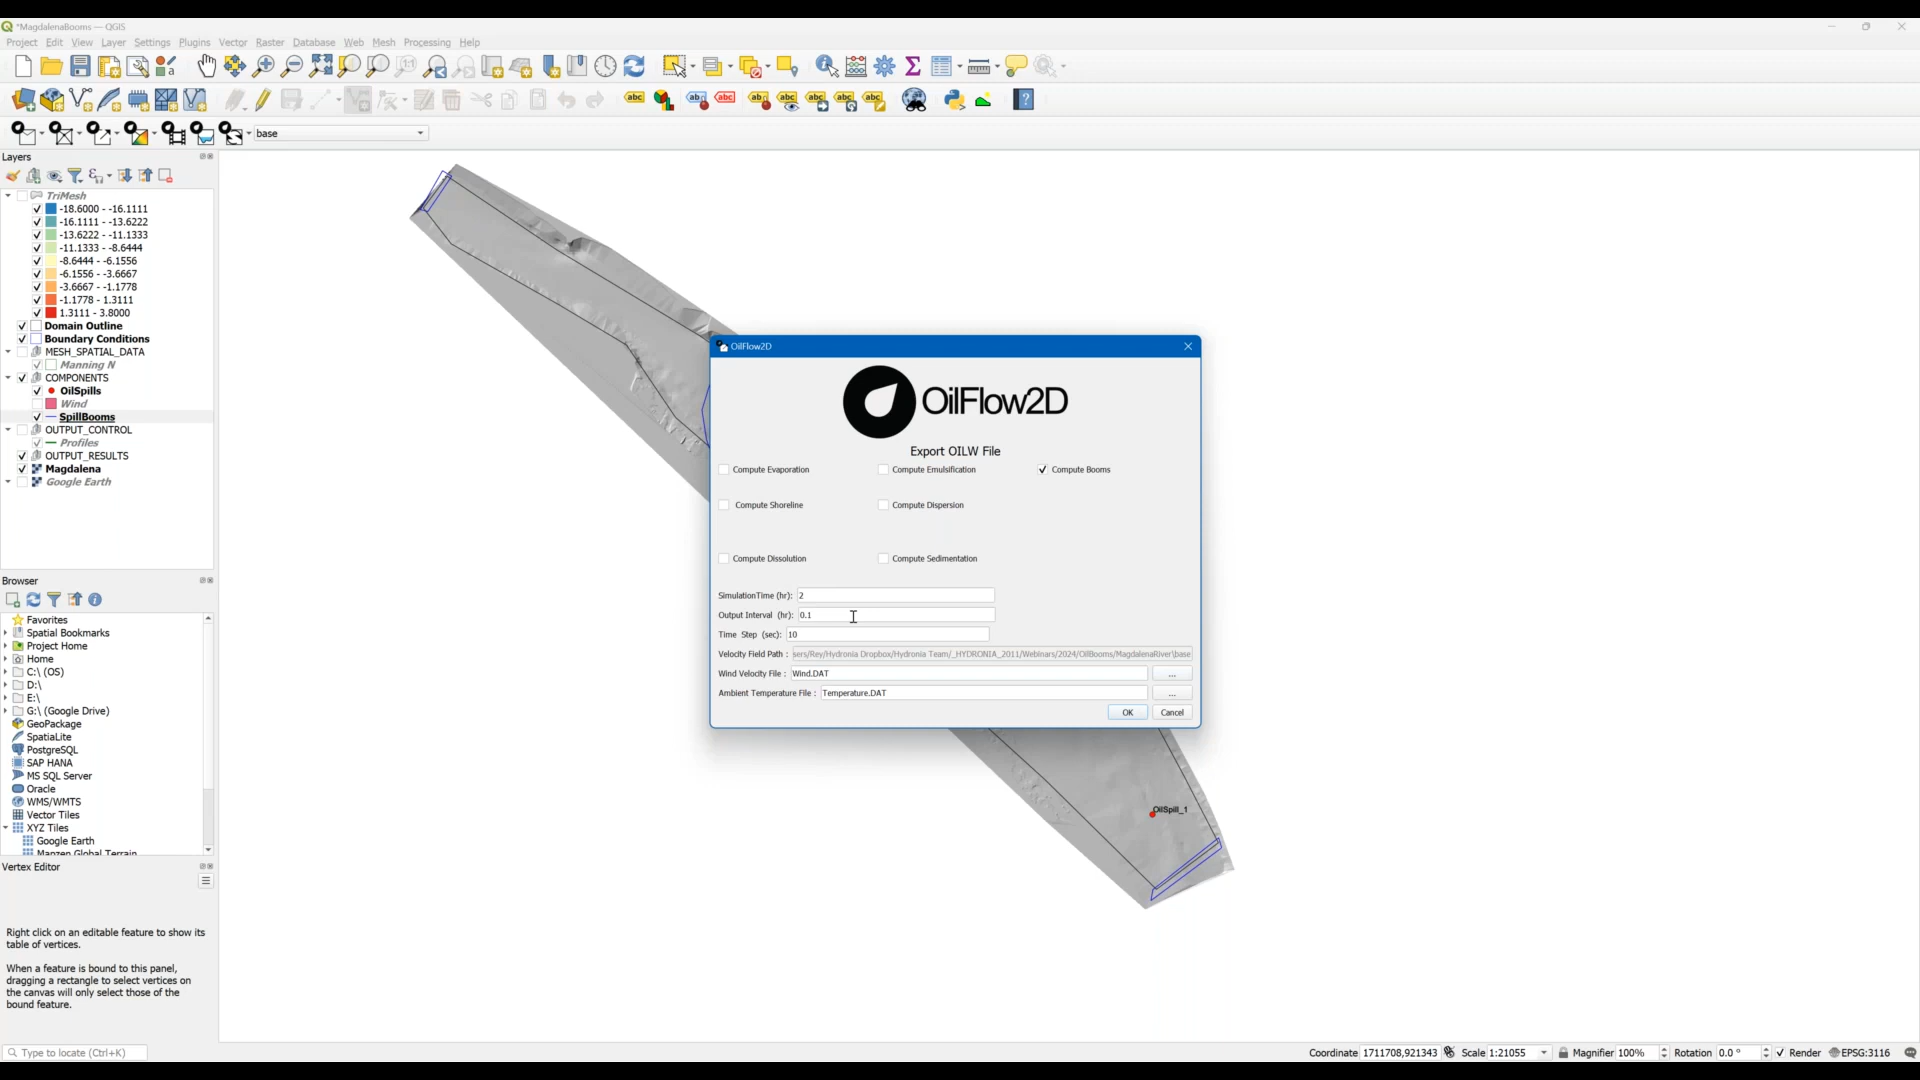 *MagdalenaBooms — QGIS
Project Edit View Layer Settings Plugins Vector Raster Database Web Mesh Processing Help
base
Layers
TriMesh
-18.6000 - -16.1111
-16.1111 - -13.6222
-13.6222 - -11.1333
-11.1333 - -8.6444
-8.6444 - -6.1556
-6.1556 - -3.6667
-3.6667 - -1.1778
-1.1778 - 1.3111
1.3111 - 3.8000
Domain Outline
Boundary Conditions
MESH_SPATIAL_DATA
Manning N
COMPONENTS
OilSpills
Wind
SpillBooms
OUTPUT_CONTROL
Profiles
OUTPUT_RESULTS
Magdalena
Google Earth
Browser
Favorites
Spatial Bookmarks
Project Home
Home
C:\ (OS)
D:\
E:\
G:\ (Google Drive)
GeoPackage
SpatiaLite
PostgreSQL
SAP HANA
MS SQL Server
Oracle
WMS/WMTS
Vector Tiles
XYZ Tiles
Google Earth
Mapzen Global Terrain
Vertex Editor
Right click on an editable feature to show its
table of vertices.
When a feature is bound to this panel,
dragging a rectangle to select vertices on
the canvas will only select those of the
bound feature.
OilFlow2D
OilFlow2D
Export OILW File
Compute Evaporation Compute Emulsification Compute Booms
Compute Shoreline Compute Dispersion
Compute Dissolution Compute Sedimentation
SimulationTime (hr): 2
Output Interval (hr): 0.1
Time Step (sec): 10
Velocity Field Path : sers/Rey/Hydronia Dropbox/Hydronia Team/_HYDRONIA_2011/Webinars/2024/OilBooms/MagdalenaRiver\base
Wind Velocity File : Wind.DAT ...
Ambient Temperature File : Temperature.DAT ...
OK Cancel
OilSpill_1
Type to locate (Ctrl+K) Coordinate 1711708,921343 Scale 1:21055 Magnifier 100% Rotation 0.0 ° Render EPSG:3116